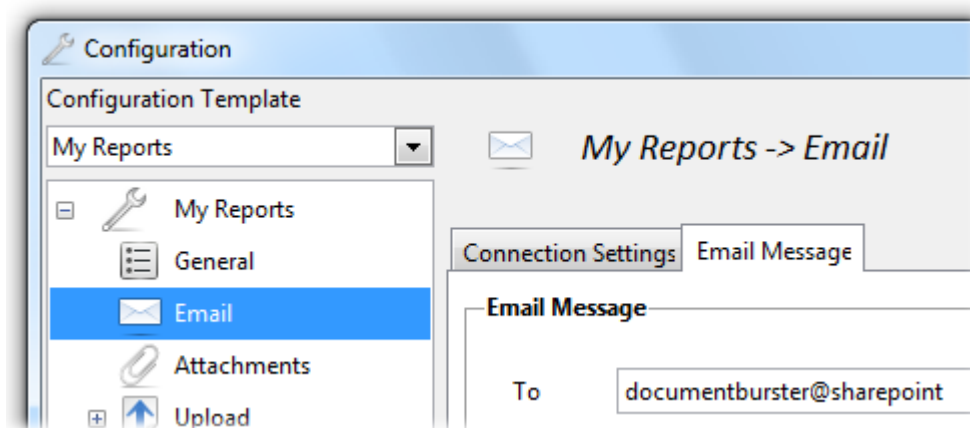 Configuration
Configuration Template
My Reports
My Reports -> Email
My Reports
General
Email
Attachments
Upload
Connection Settings
Email Message
Email Message
To
documentburster@sharepoint